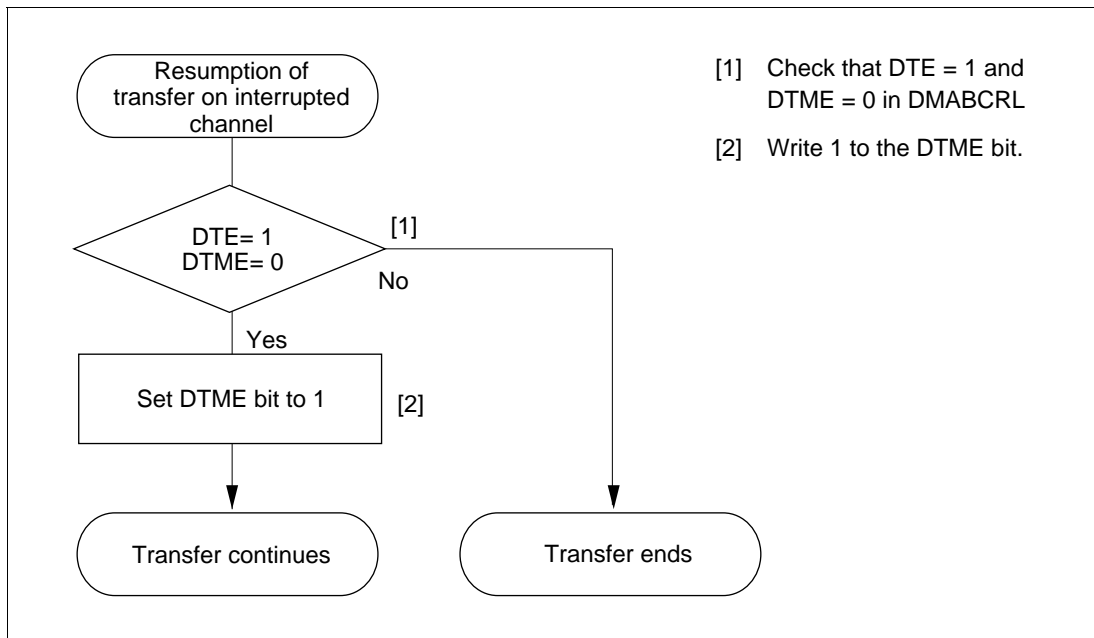 Resumption of
transfer on interrupted
channel
[1] Check that DTE = 1 and
DTME = 0 in DMABCRL
[2] Write 1 to the DTME bit.
DTE= 1
DTME= 0
[1]
No
Yes
Set DTME bit to 1
[2]
Transfer continues
Transfer ends